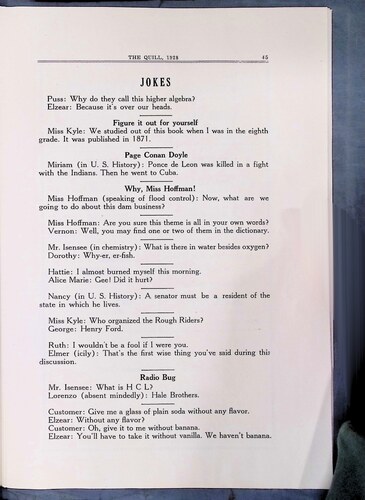 THE QUILL, 1928 45
JOKES
Puss: Why do they call this higher algebra?
Elzear: Because it's over our heads.
Figure it out for yourself
Miss Kyle: We studied out of this book when I was in the eighth
grade. It was published in 1871.
Page Conan Doyle
Miriam (in U. S. History): Ponce de Leon was killed in a fight
with the Indians. Then he went to Cuba.
Why, Miss Hoffman!
Miss Hoffman (speaking of flood control): Now, what are we
going to do about this dam business?
Miss Hoffman: Are you sure this theme is all in your own words?
Vernon: Well, you may find one or two of them in the dictionary.
Mr. Isensee (in chemistry): What is there in water besides oxygen?
Dorothy: Why-er, er-fish.
Hattie: I almost burned myself this morning.
Alice Marie: Gee! Did it hurt?
Nancy (in U. S. History): A senator must be a resident of the
state in which he lives.
Miss Kyle: Who organized the Rough Riders?
George: Henry Ford.
Ruth: I wouldn't be a fool if I were you.
Elmer (icily): That's the first wise thing you've said during this
discussion.
Radio Bug
Mr. Isensee: What is H C L?
Lorenzo (absent mindedly): Hale Brothers.
Customer: Give me a glass of plain soda without any flavor.
Elzear: Without any flavor?
Customer: Oh, give it to me without banana.
Elzear: You'll have to take it without vanilla. We haven't banana.